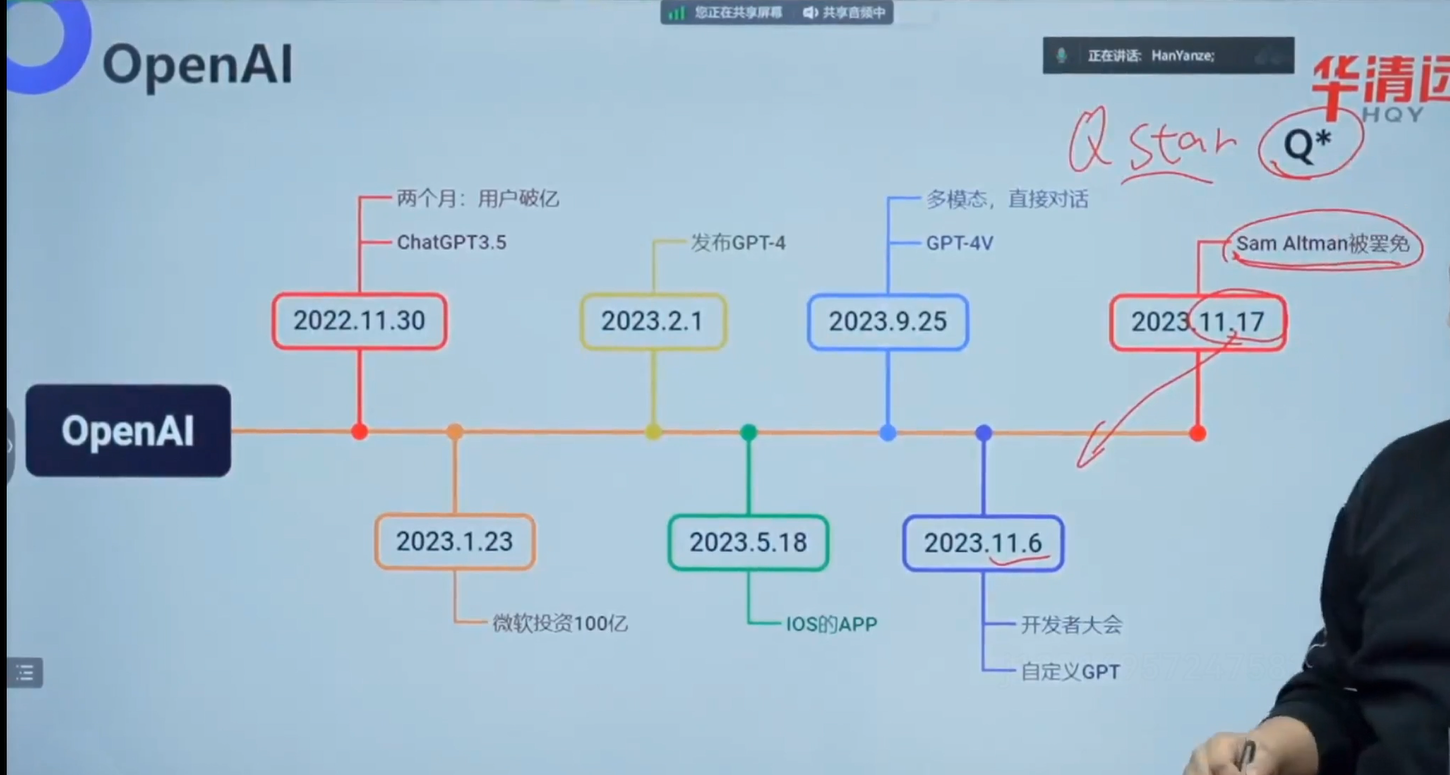 您正在共享屏幕 共享音频中
OpenAI
正在讲话: HanYanze;
华清远
HQY
Q star
Q*
两个月：用户破亿
ChatGPT3.5
发布GPT-4
多模态，直接对话
GPT-4V
Sam Altman被罢免
2022.11.30
2023.2.1
2023.9.25
2023.11.17
OpenAI
2023.1.23
2023.5.18
2023.11.6
微软投资100亿
IOS的APP
开发者大会
自定义GPT